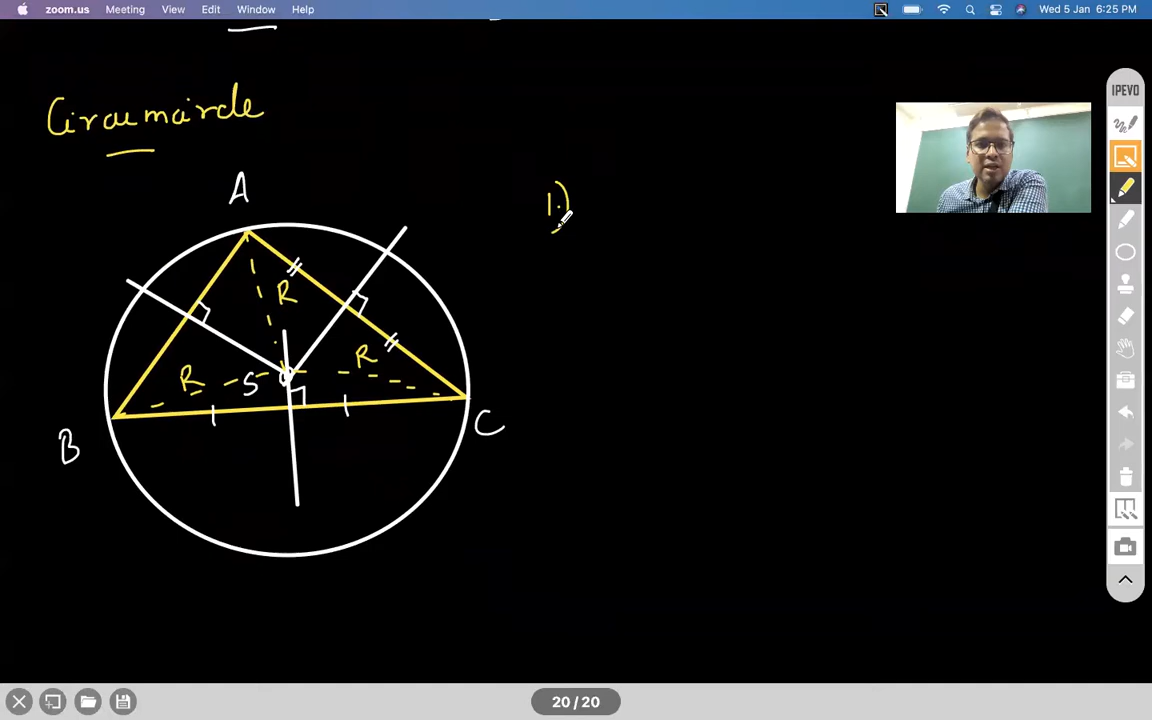 zoom.us Meeting View Edit Window Help Wed 5 Jan 6:25 PM
Circumcircle
IPEVO
A
1)
R
R
R
S
C
B
20 / 20